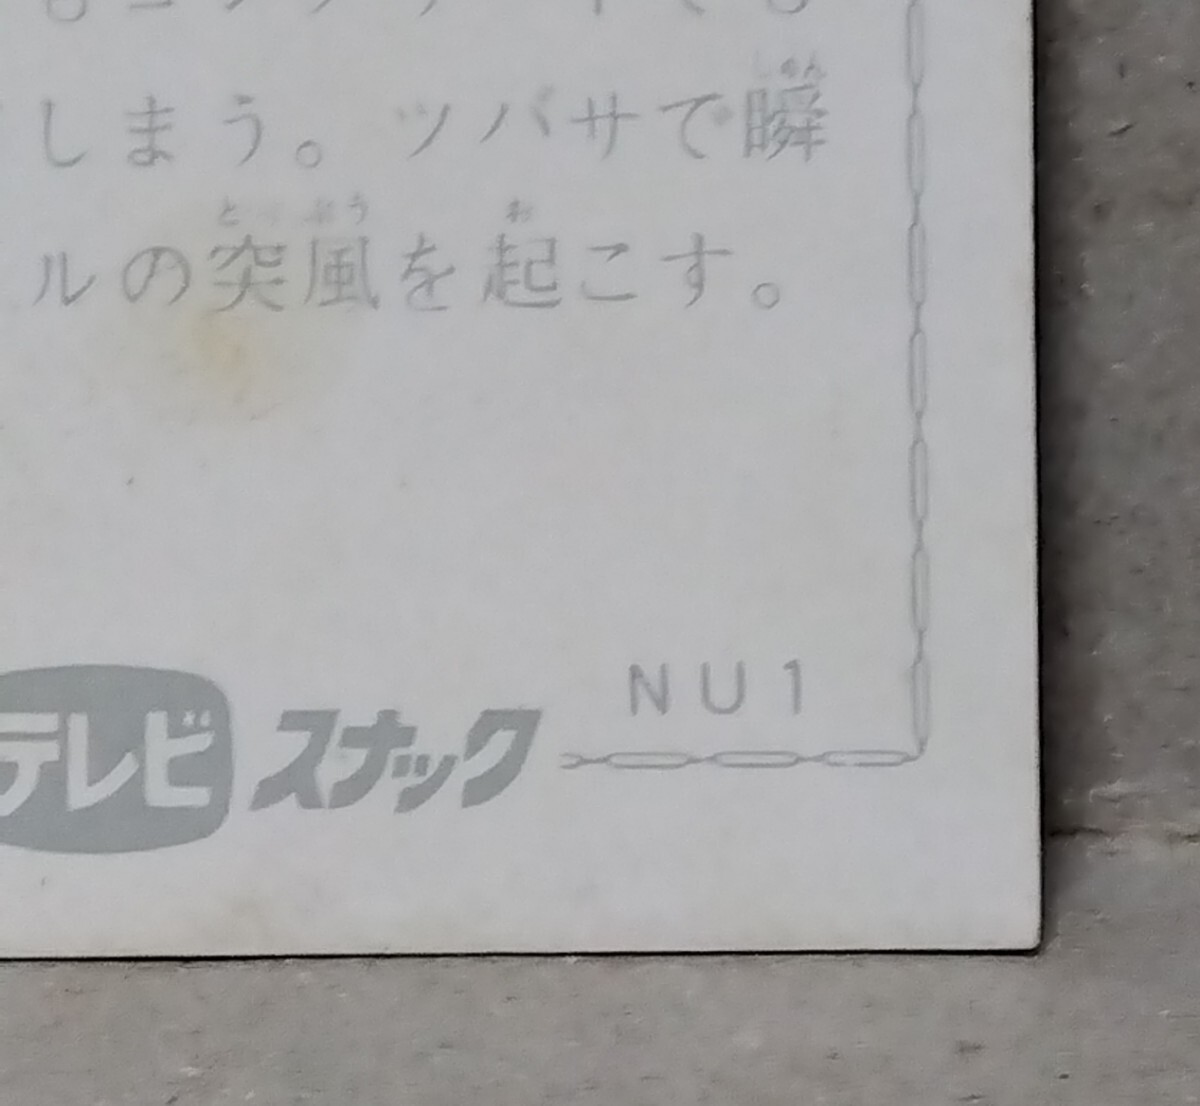 しまう。ツバサで瞬
ルの突風を起こす。
NU1
テレビスナック